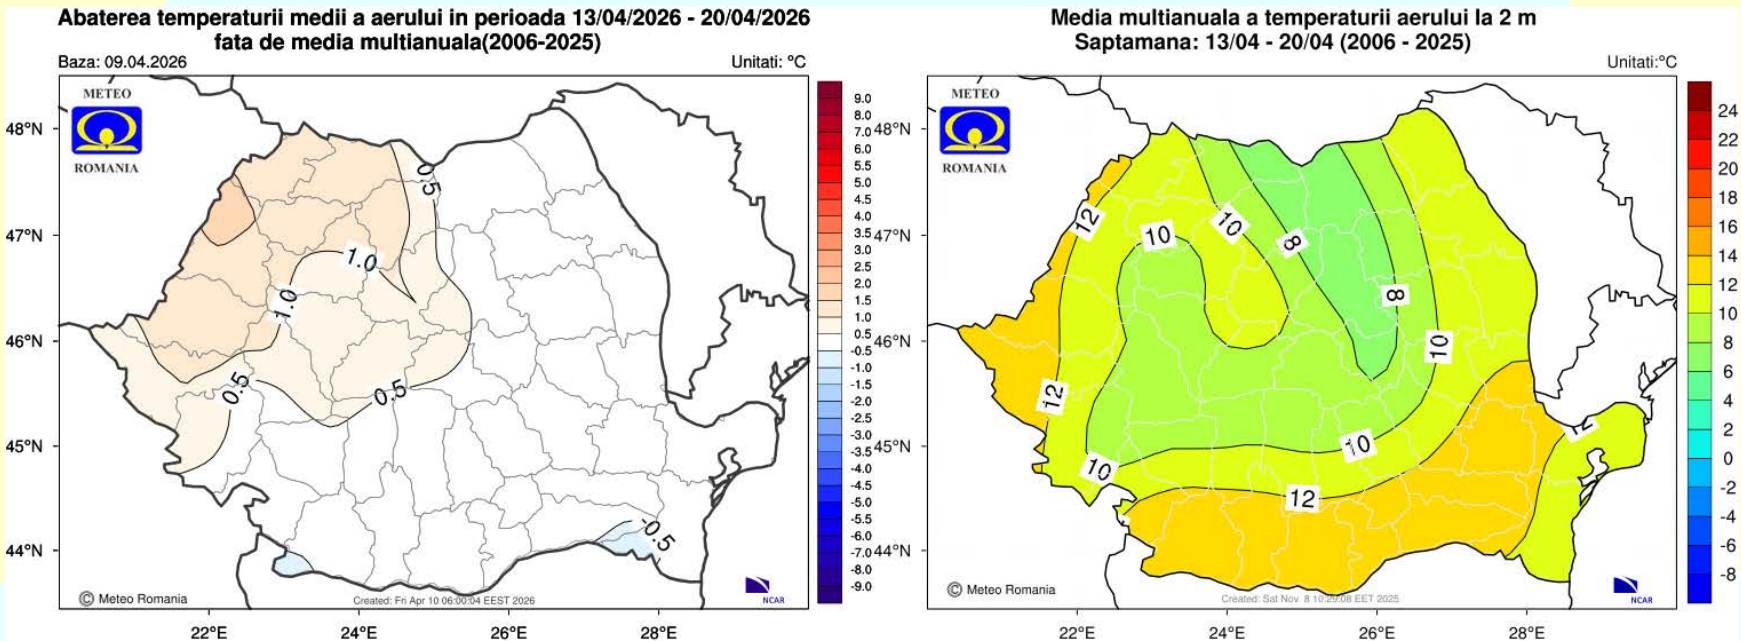 Abaterea temperaturii medii a aerului in perioada 13/04/2026 - 20/04/2026
fata de media multianuala(2006-2025)
Baza: 09.04.2026
Unitati: °C
METEO
ROMANIA
48°N
47°N
46°N
45°N
44°N
22°E
24°E
26°E
28°E
0.5
1.0
1.0
0.5
0.5
-0.5
9.0
8.0
7.0
6.0
5.5
5.0
4.5
4.0
3.5
3.0
2.5
2.0
1.5
1.0
0.5
-0.5
-1.0
-1.5
-2.0
-2.5
-3.0
-3.5
-4.0
-4.5
-5.0
-5.5
-6.0
-7.0
-8.0
-9.0
© Meteo Romania
Created: Fri Apr 10 06:00:04 EEST 2026
NCAR
Media multianuala a temperaturii aerului la 2 m
Saptamana: 13/04 - 20/04 (2006 - 2025)
Unitati:°C
METEO
ROMANIA
48°N
47°N
46°N
45°N
44°N
22°E
24°E
26°E
28°E
12
10
10
8
8
10
12
10
10
12
12
24
22
20
18
16
14
12
10
8
6
4
2
0
-2
-4
-6
-8
© Meteo Romania
Created: Sat Nov 8 10:29:08 EET 2025
NCAR